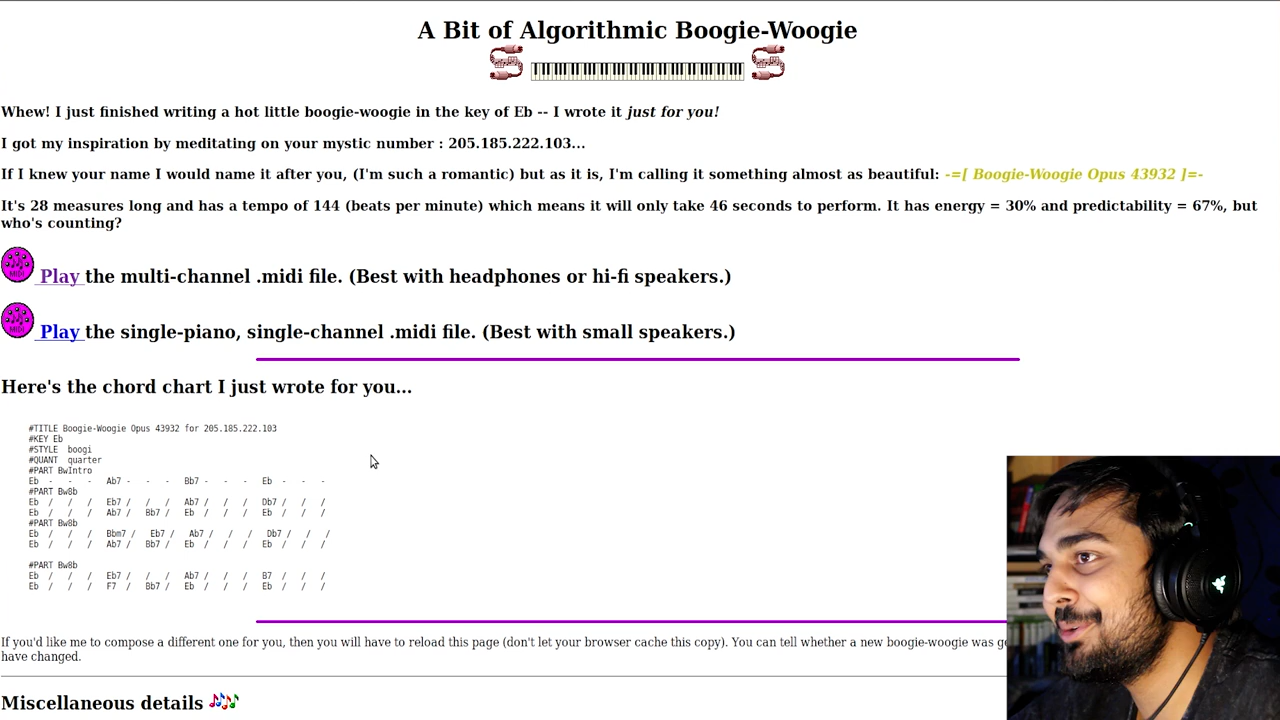 A Bit of Algorithmic Boogie-Woogie
Whew! I just finished writing a hot little boogie-woogie in the key of Eb -- I wrote it just for you!
I got my inspiration by meditating on your mystic number : 205.185.222.103...
If I knew your name I would name it after you, (I'm such a romantic) but as it is, I'm calling it something almost as beautiful: -=[ Boogie-Woogie Opus 43932 ]=-
It's 28 measures long and has a tempo of 144 (beats per minute) which means it will only take 46 seconds to perform. It has energy = 30% and predictability = 67%, but
who's counting?
MIDI Play the multi-channel .midi file. (Best with headphones or hi-fi speakers.)
MIDI Play the single-piano, single-channel .midi file. (Best with small speakers.)
Here's the chord chart I just wrote for you...
#TITLE Boogie-Woogie Opus 43932 for 205.185.222.103
#KEY Eb
#STYLE boogi
#QUANT quarter
#PART BwIntro
Eb - - - Ab7 - - - Bb7 - - - Eb - - -
#PART Bw8b
Eb / / / Eb7 / / / Ab7 / / / Db7 / / /
Eb / / / Ab7 / Bb7 / Eb / / / Eb / / /
#PART Bw8b
Eb / / / Bbm7 / Eb7 / Ab7 / / / Db7 / / /
Eb / / / Ab7 / Bb7 / Eb / / / Eb / / /
#PART Bw8b
Eb / / / Eb7 / / / Ab7 / / / B7 / / /
Eb / / / F7 / Bb7 / Eb / / / Eb / / /
If you'd like me to compose a different one for you, then you will have to reload this page (don't let your browser cache this copy). You can tell whether a new boogie-woogie was
have changed.
Miscellaneous details